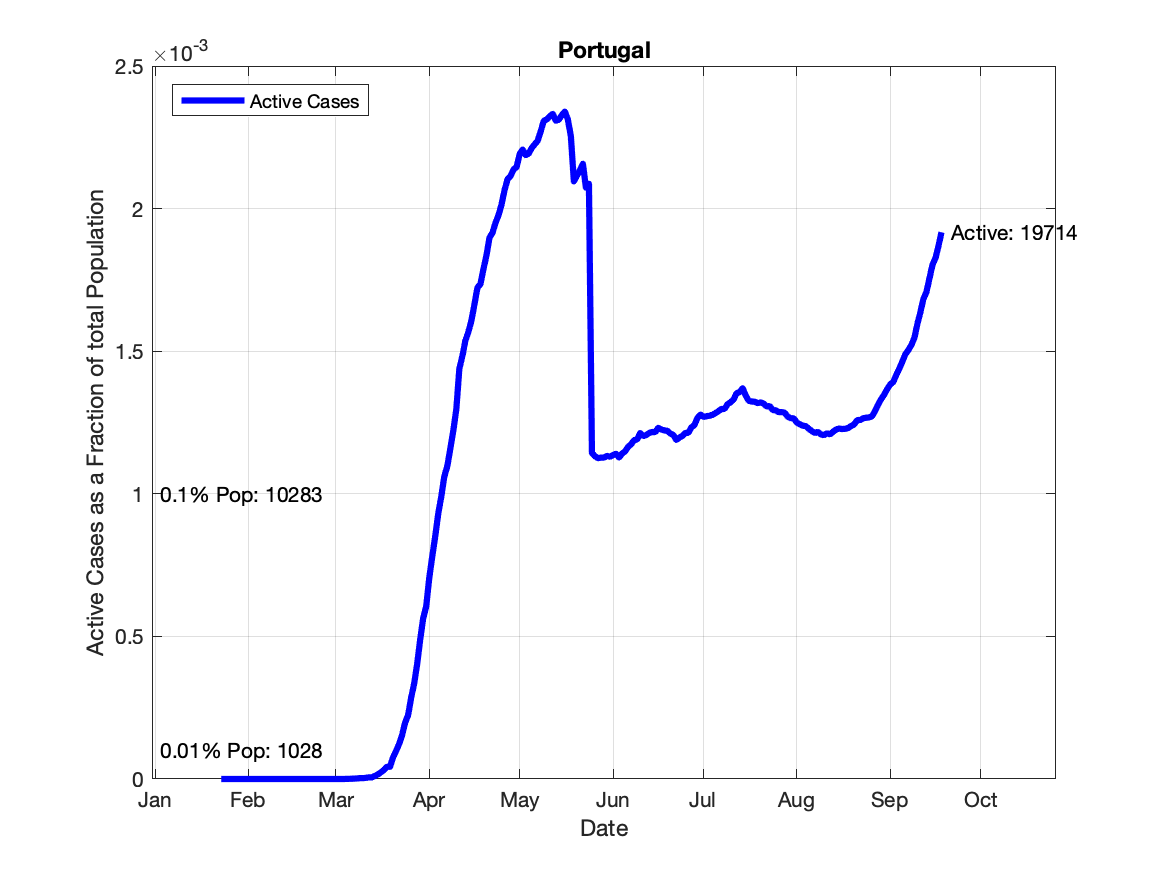 Portugal
×10-3
2.5
2
1.5
1
0.5
0
Active Cases
Active: 19714
0.1% Pop: 10283
0.01% Pop: 1028
Active Cases as a Fraction of total Population
Jan Feb Mar Apr May Jun Jul Aug Sep Oct
Date